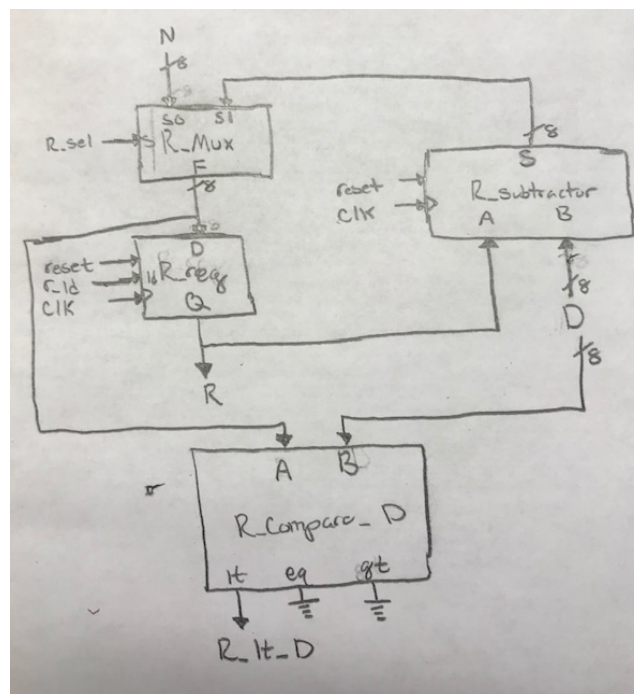 N
8
S0 S1
R_sel
S
R_Mux
F
8
8
S
R_subtractor
reset
Clk
A B
D
reset
r_ld
Clk
ld
R_reg
Q
8
D
8
R
A B
R_Compare_D
lt eq gt
R_lt_D